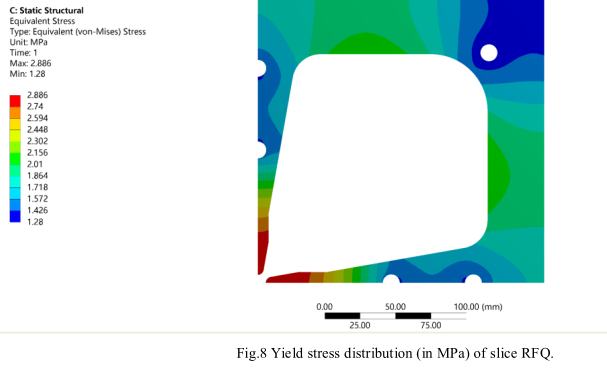 C: Static Structural
Equivalent Stress
Type: Equivalent (von-Mises) Stress
Unit: MPa
Time: 1
Max: 2.886
Min: 1.28
2.886
2.74
2.594
2.448
2.302
2.156
2.01
1.864
1.718
1.572
1.426
1.28
0.00 50.00 100.00 (mm)
25.00 75.00
Fig.8 Yield stress distribution (in MPa) of slice RFQ.